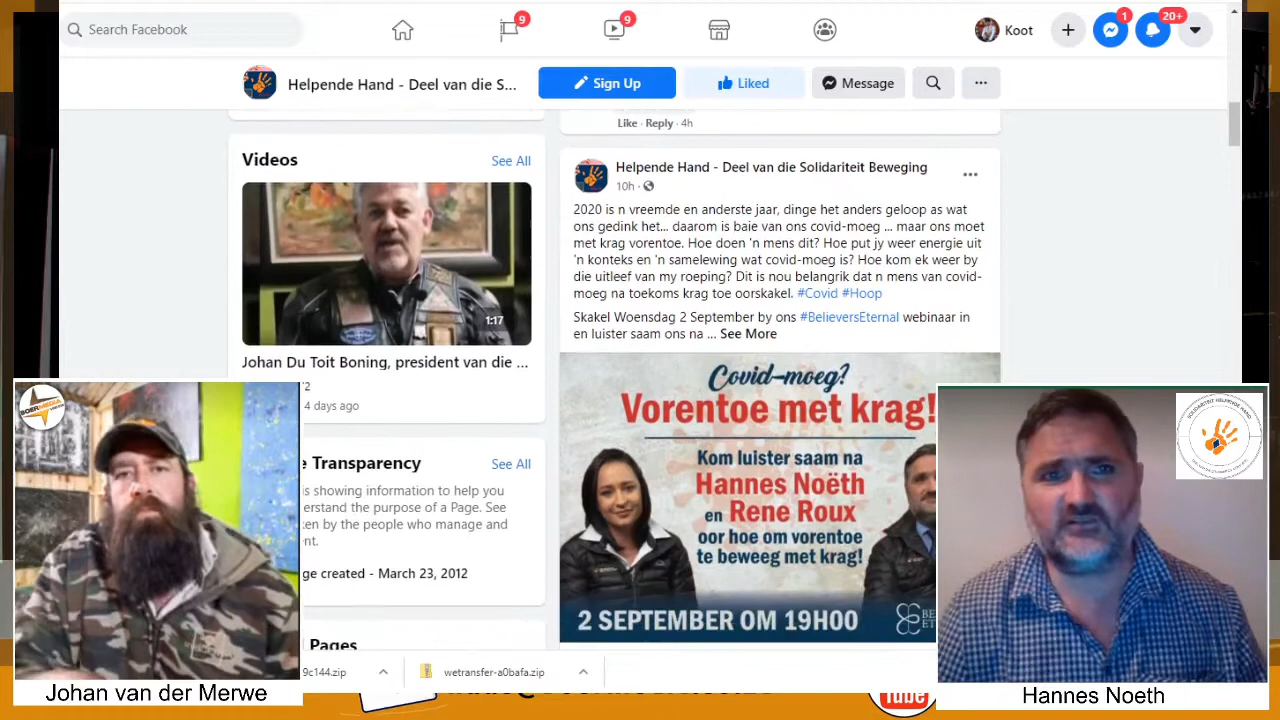 Search Facebook
9
9
Koot
1
20+
Helpende Hand - Deel van die S...
Sign Up
Liked
Message
Like · Reply · 4h
Videos
See All
1:17
Johan Du Toit Boning, president van die ...
4 days ago
Transparency
See All
is showing information to help you
understand the purpose of a Page. See
taken by the people who manage and
created - March 23, 2012
Pages
Helpende Hand - Deel van die Solidariteit Beweging
10h
2020 is n vreemde en anderste jaar, dinge het anders geloop as wat
ons gedink het... daarom is baie van ons covid-moeg ... maar ons moet
met krag vorentoe. Hoe doen 'n mens dit? Hoe put jy weer energie uit
'n konteks en 'n samelewing wat covid-moeg is? Hoe kom ek weer by
die uitleef van my roeping? Dit is nou belangrik dat n mens van covid-
moeg na toekoms krag toe oorskakel. #Covid #Hoop
Skakel Woensdag 2 September by ons #BelieversEternal webinaar in
en luister saam ons na ... See More
Covid-moeg?
Vorentoe met krag!
Kom luister saam na
Hannes Noëth
en Rene Roux
oor hoe om vorentoe
te beweeg met krag!
2 SEPTEMBER OM 19H00
BOERMEDIA
SOLIDARITEIT HELPENDE HAND
9c144.zip
wetransfer-a0bafa.zip
Tube
Johan van der Merwe
Hannes Noeth